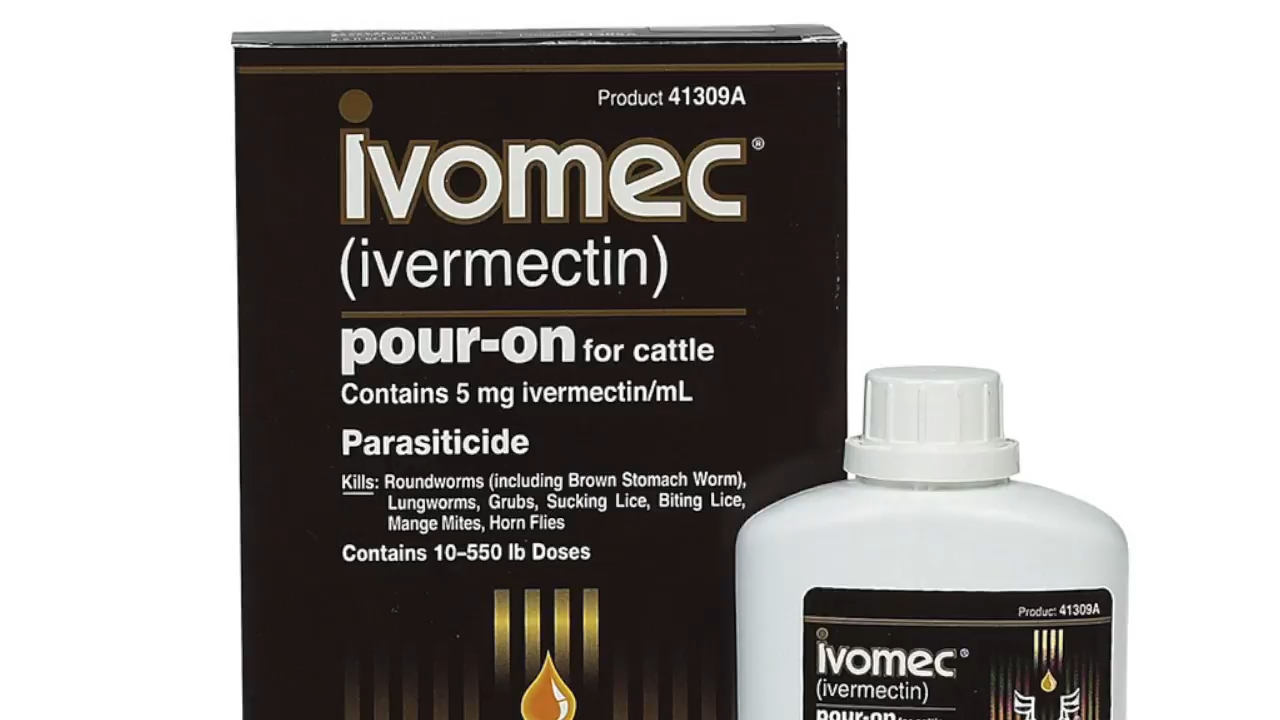 Product 41309A
ivomec®
(ivermectin)
pour-on for cattle
Contains 5 mg ivermectin/mL
Parasiticide
Kills: Roundworms (including Brown Stomach Worm),
Lungworms, Grubs, Sucking Lice, Biting Lice,
Mange Mites, Horn Flies
Contains 10–550 lb Doses
Product 41309A
ivomec®
(ivermectin)
pour-on